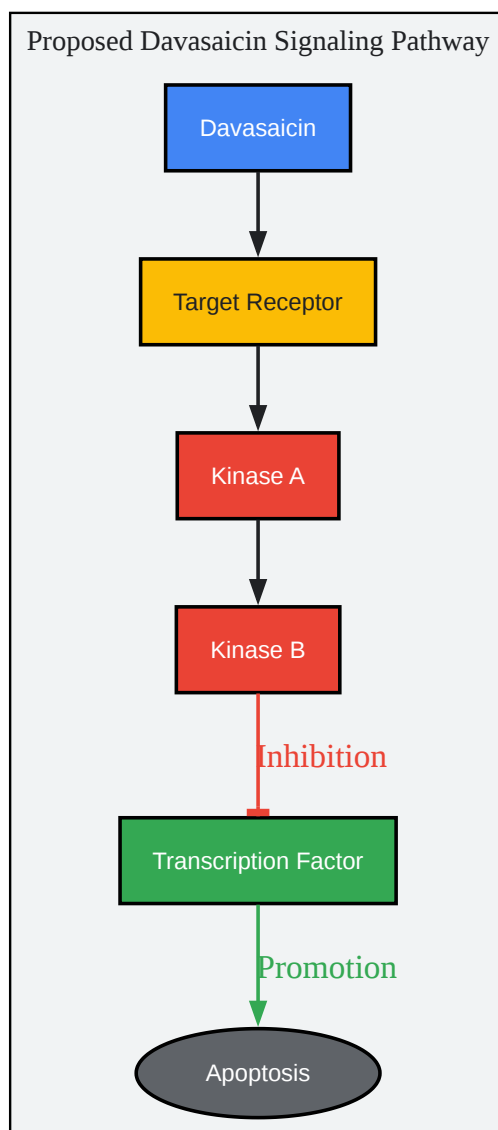 Proposed Davasaicin Signaling Pathway
Davasaicin
Target Receptor
Kinase A
Kinase B
Inhibition
Transcription Factor
Promotion
Apoptosis